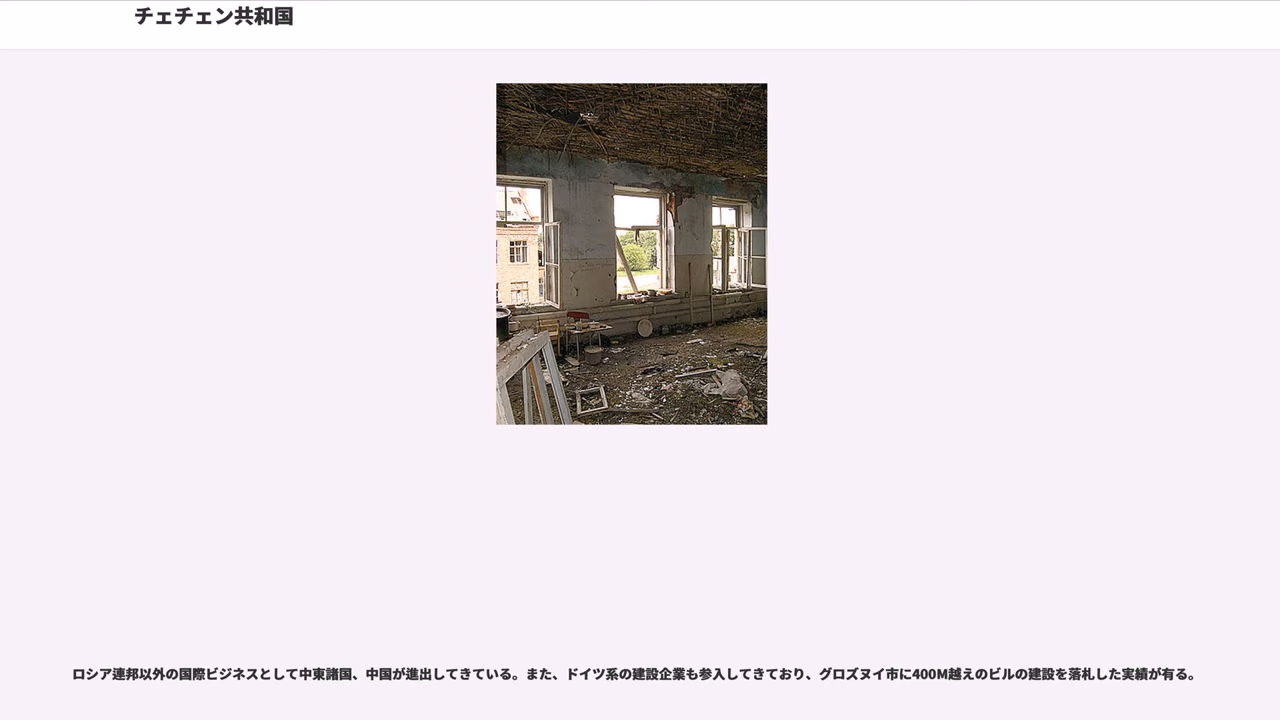 チェチェン共和国
ロシア連邦以外の国際ビジネスとして中東諸国、中国が進出してきている。また、ドイツ系の建設企業も参入してきており、グロズヌイ市に400M越えのビルの建設を落札した実績が有る。